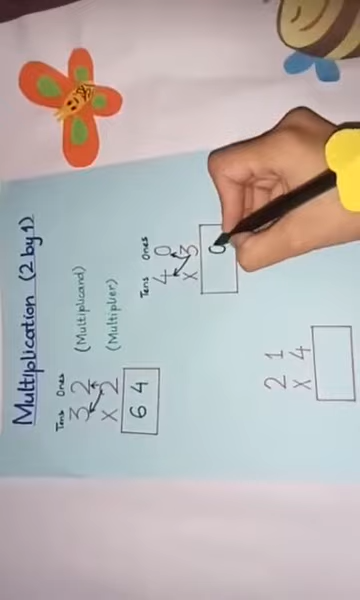 Multiplication (2 by 1)
Tens Ones
3 2 (Multiplicand)
x 2 (Multiplier)
6 4
Tens Ones
4 0
x 3
0
2 1
x 4